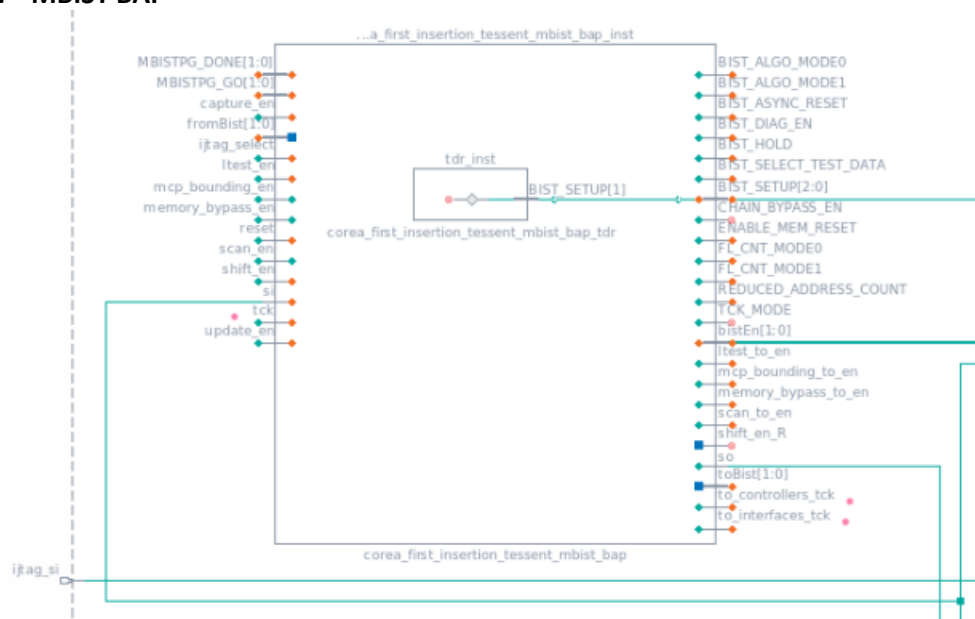 ...a_first_insertion_tessent_mbist_bap_inst
MBISTPG_DONE[1:0]
MBISTPG_GO[1:0]
capture_en
fromBist[1:0]
ijtag_select
ltest_en
mcp_bounding_en
memory_bypass_en
reset
scan_en
shift_en
si
tck
update_en
tdr_inst
BIST_SETUP[1]
corea_first_insertion_tessent_mbist_bap_tdr
BIST_ALGO_MODE0
BIST_ALGO_MODE1
BIST_ASYNC_RESET
BIST_DIAG_EN
BIST_HOLD
BIST_SELECT_TEST_DATA
BIST_SETUP[2:0]
CHAIN_BYPASS_EN
ENABLE_MEM_RESET
FL_CNT_MODE0
FL_CNT_MODE1
REDUCED_ADDRESS_COUNT
TCK_MODE
bistEn[1:0]
ltest_to_en
mcp_bounding_to_en
memory_bypass_to_en
scan_to_en
shift_en_R
so
toBist[1:0]
to_controllers_tck
to_interfaces_tck
corea_first_insertion_tessent_mbist_bap
ijtag_si